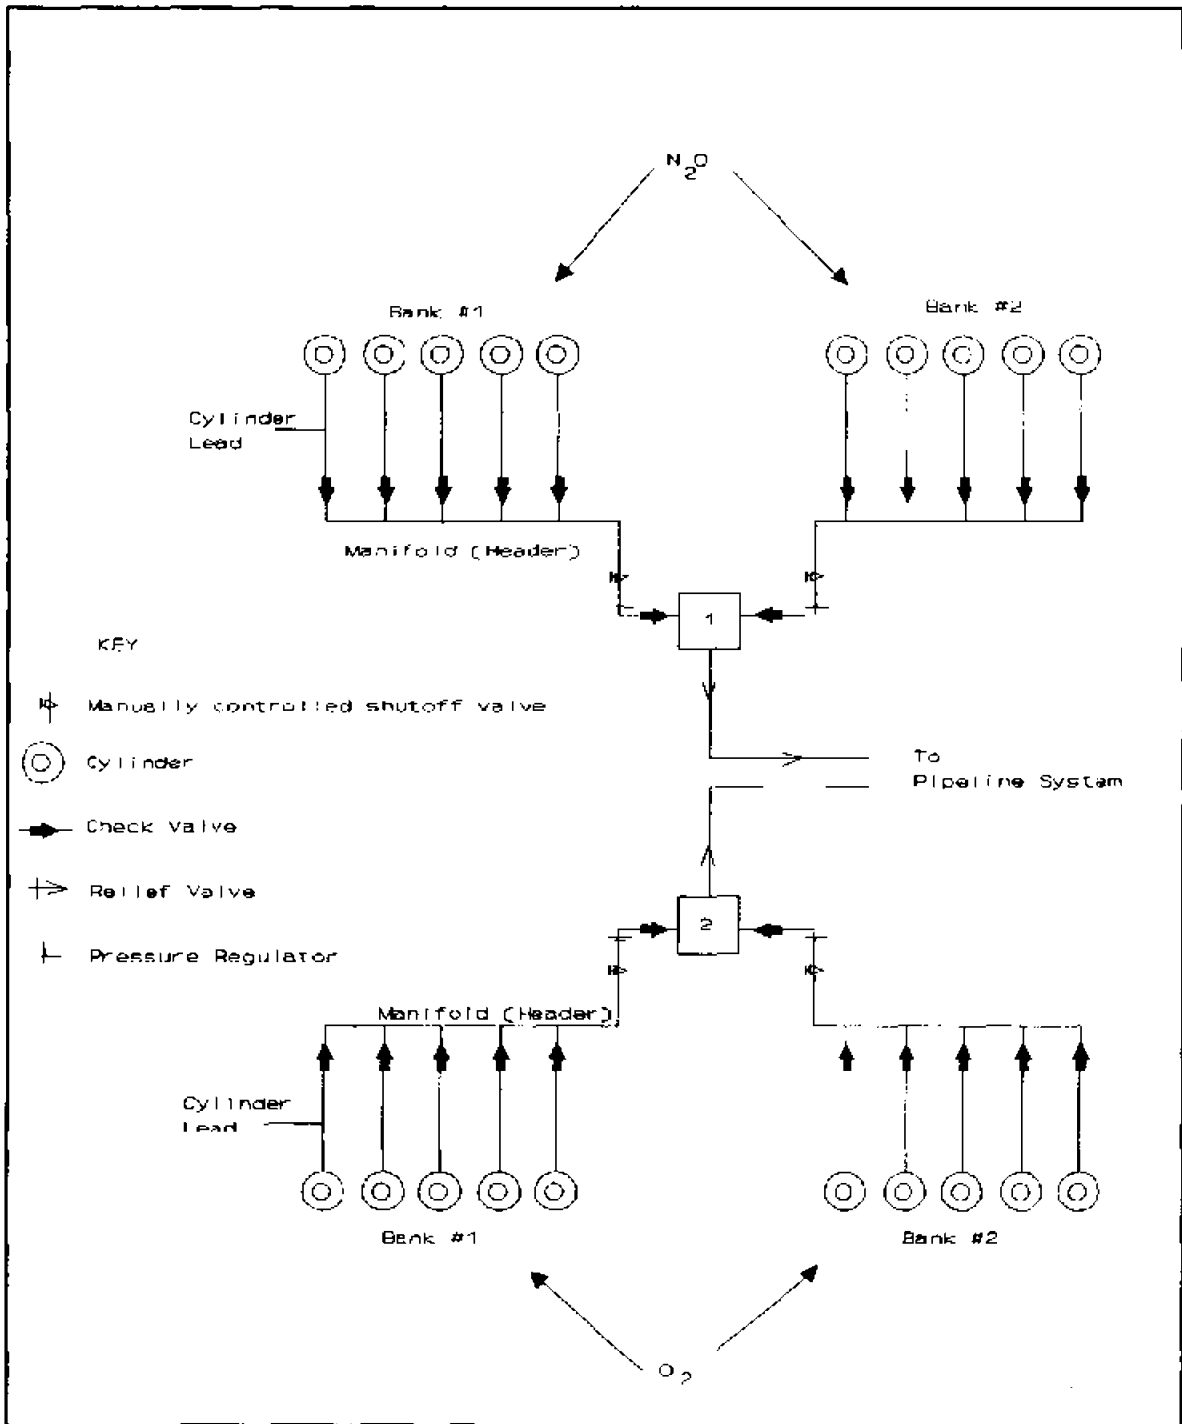 N2O
Bank #1
Bank #2
Cylinder
Lead
Manifold (Header)
1
KEY
Manually controlled shutoff valve
Cylinder
To
Pipeline System
Check Valve
Relief Valve
2
Pressure Regulator
Manifold (Header)
Cylinder
Lead
Bank #1
Bank #2
O2